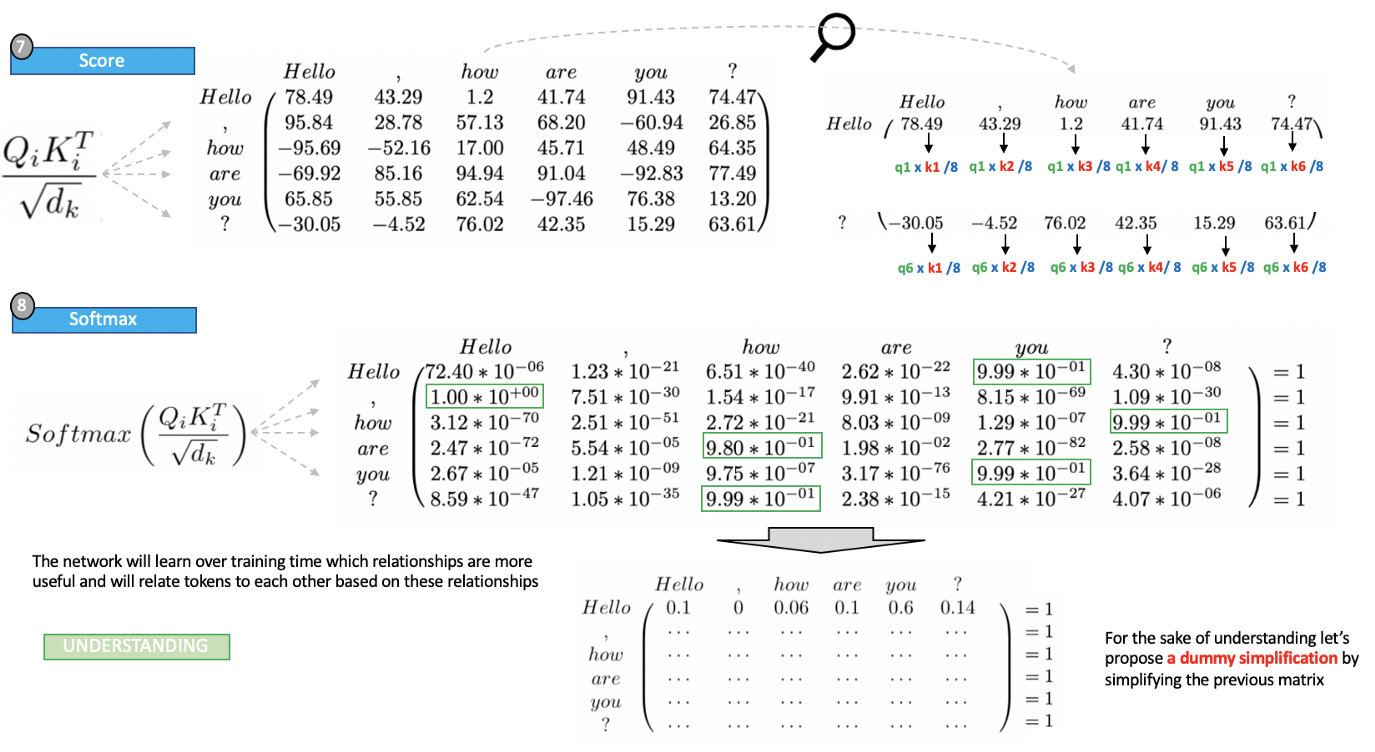 7
Score
Q_i K_i^T / √d_k
Hello , how are you ?
Hello 78.49 43.29 1.2 41.74 91.43 74.47
, 95.84 28.78 57.13 68.20 −60.94 26.85
how −95.69 −52.16 17.00 45.71 48.49 64.35
are −69.92 85.16 94.94 91.04 −92.83 77.49
you 65.85 55.85 62.54 −97.46 76.38 13.20
? −30.05 −4.52 76.02 42.35 15.29 63.61
Hello , how are you ?
Hello 78.49 43.29 1.2 41.74 91.43 74.47
q1 x k1 /8 q1 x k2 /8 q1 x k3 /8 q1 x k4/ 8 q1 x k5 /8 q1 x k6 /8
? −30.05 −4.52 76.02 42.35 15.29 63.61
q6 x k1 /8 q6 x k2 /8 q6 x k3 /8 q6 x k4/ 8 q6 x k5 /8 q6 x k6 /8
8
Softmax
Softmax ( Q_i K_i^T / √d_k )
Hello , how are you ?
Hello 72.40 * 10^−06 1.23 * 10^−21 6.51 * 10^−40 2.62 * 10^−22 9.99 * 10^−01 4.30 * 10^−08 = 1
, 1.00 * 10^+00 7.51 * 10^−30 1.54 * 10^−17 9.91 * 10^−13 8.15 * 10^−69 1.09 * 10^−30 = 1
how 3.12 * 10^−70 2.51 * 10^−51 2.72 * 10^−21 8.03 * 10^−09 1.29 * 10^−07 9.99 * 10^−01 = 1
are 2.47 * 10^−72 5.54 * 10^−05 9.80 * 10^−01 1.98 * 10^−02 2.77 * 10^−82 2.58 * 10^−08 = 1
you 2.67 * 10^−05 1.21 * 10^−09 9.75 * 10^−07 3.17 * 10^−76 9.99 * 10^−01 3.64 * 10^−28 = 1
? 8.59 * 10^−47 1.05 * 10^−35 9.99 * 10^−01 2.38 * 10^−15 4.21 * 10^−27 4.07 * 10^−06 = 1
The network will learn over training time which relationships are more
useful and will relate tokens to each other based on these relationships
UNDERSTANDING
Hello , how are you ?
Hello 0.1 0 0.06 0.1 0.6 0.14 = 1
, ... ... ... ... ... ... = 1
how ... ... ... ... ... ... = 1
are ... ... ... ... ... ... = 1
you ... ... ... ... ... ... = 1
? ... ... ... ... ... ... = 1
For the sake of understanding let’s
propose a dummy simplification by
simplifying the previous matrix